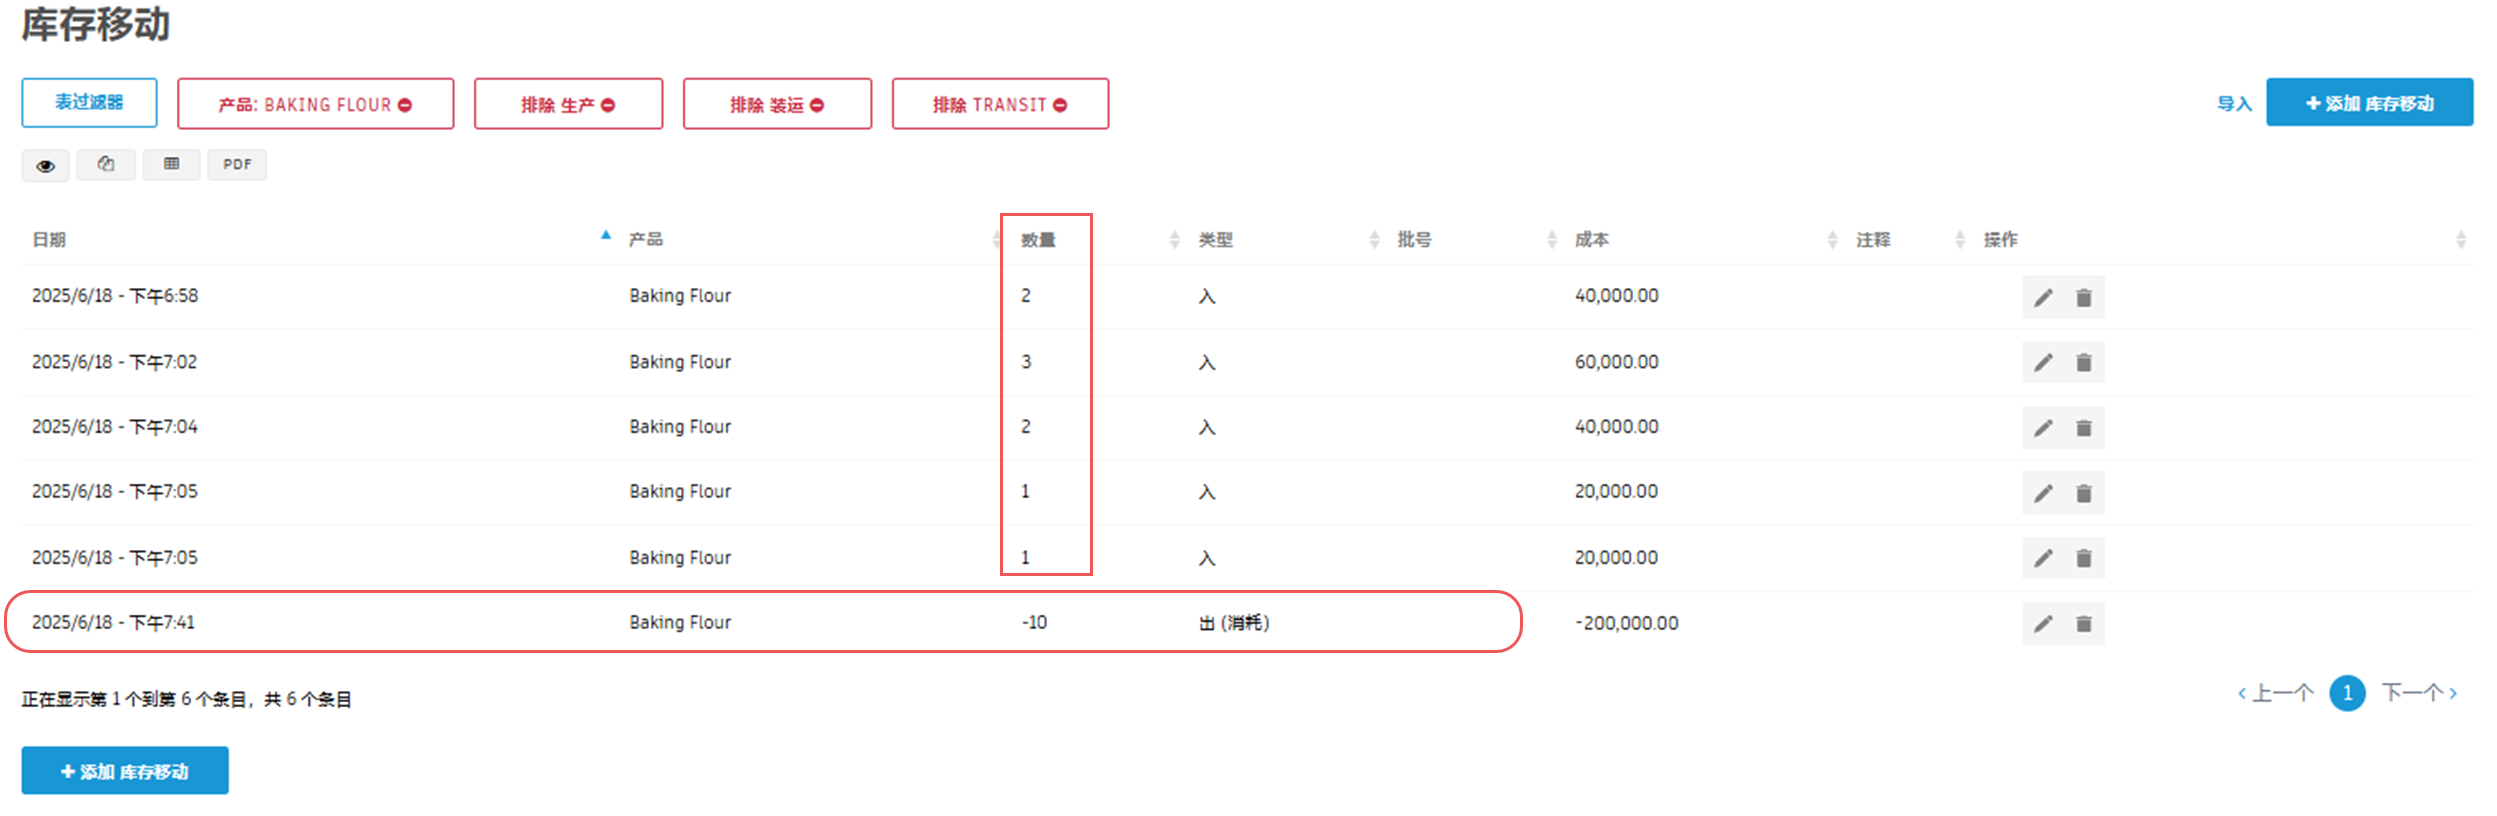 库存移动
表过滤器 产品: BAKING FLOUR 排除 生产 排除 装运 排除 TRANSIT 导入 添加 库存移动
PDF
日期 产品 数量 类型 批号 成本 注释 操作
2025/6/18 - 下午6:58 Baking Flour 2 入 40,000.00
2025/6/18 - 下午7:02 Baking Flour 3 入 60,000.00
2025/6/18 - 下午7:04 Baking Flour 2 入 40,000.00
2025/6/18 - 下午7:05 Baking Flour 1 入 20,000.00
2025/6/18 - 下午7:05 Baking Flour 1 入 20,000.00
2025/6/18 - 下午7:41 Baking Flour -10 出 (消耗) -200,000.00
正在显示第 1 个到第 6 个条目，共 6 个条目 上一个 1 下一个
添加 库存移动